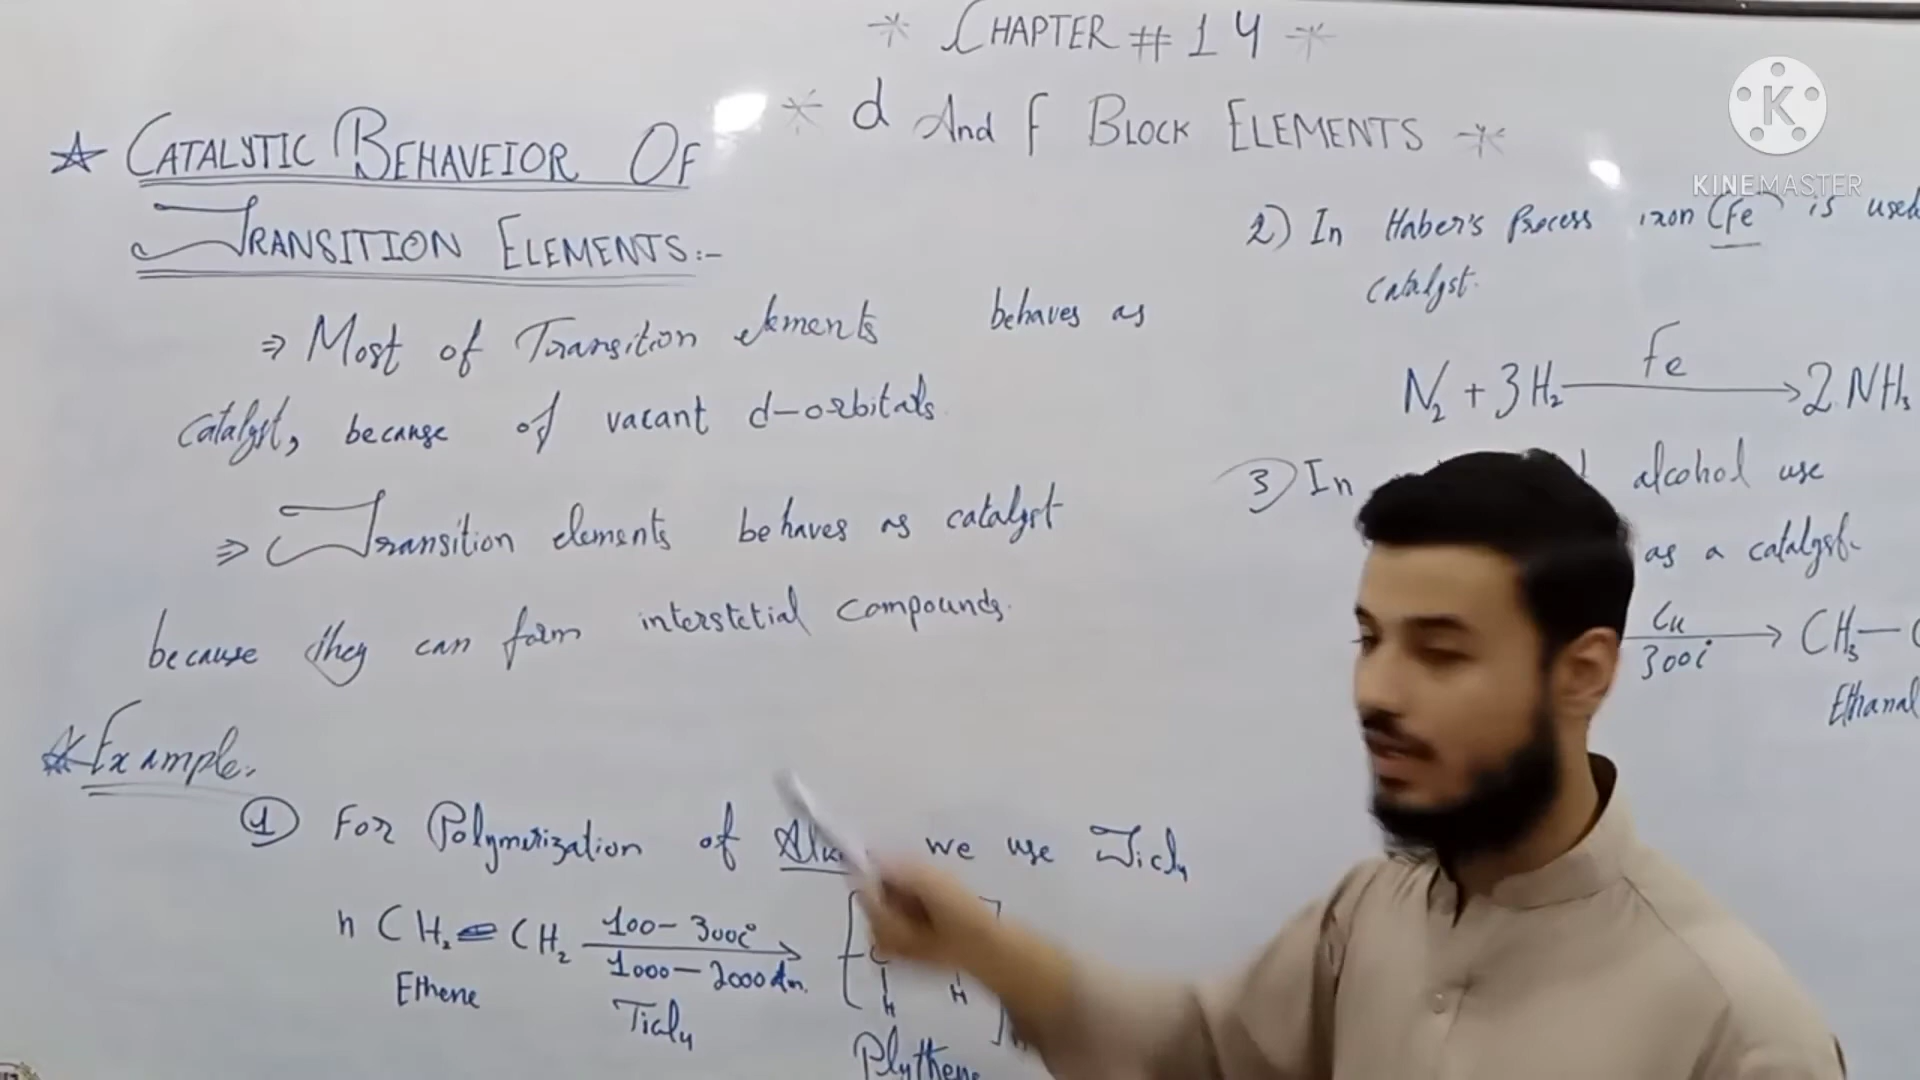 * CHAPTER # 14 *
* d And f BLOCK ELEMENTS *
☆ CATALYTIC BEHAVEIOR OF
TRANSITION ELEMENTS:-
⇒ Most of Transition elements behaves as
catalyst, because of vacant d-orbitals.
⇒ Transition elements behaves as catalyst
because they can form interstetial compounds.
Example:
① For Polymerization of we use Ticl4
n CH2=CH2 100-300c°
1000-2000
Ethene
Ticl4
C
H H
Plythene
2) In Haber's Process iron (Fe) is used
catalyst.
N2 + 3H2 Fe → 2NH3
3) In alcohol use
as a catalyst.
Cu
300c → CH3—
Ethanal
KINEMASTER